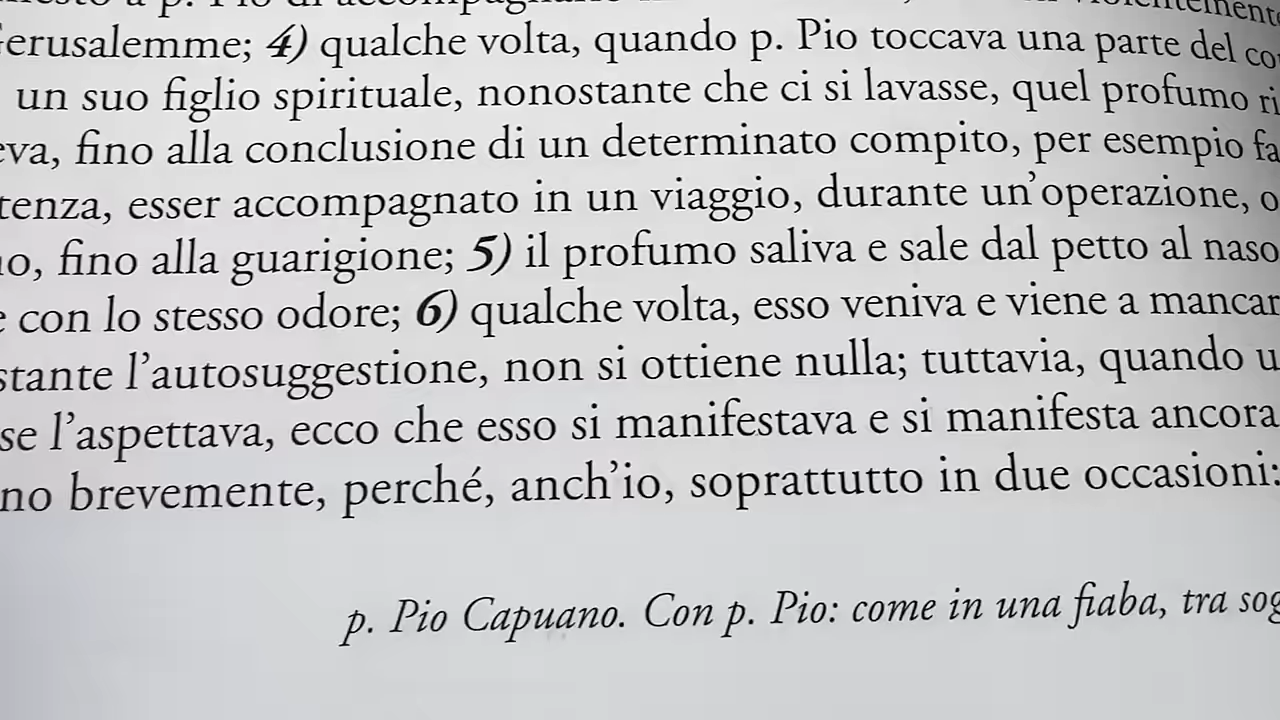 p. Pio di
Gerusalemme; 4) qualche volta, quando p. Pio toccava una parte del
un suo figlio spirituale, nonostante che ci si lavasse, quel profumo
fino alla conclusione di un determinato compito, per esempio
esser accompagnato in un viaggio, durante un'operazione, o
fino alla guarigione; 5) il profumo saliva e sale dal petto al naso
con lo stesso odore; 6) qualche volta, esso veniva e viene a
l'autosuggestione, non si ottiene nulla; tuttavia, quando
se l'aspettava, ecco che esso si manifestava e si manifesta ancora
brevemente, perché, anch'io, soprattutto in due occasioni:
p. Pio Capuano. Con p. Pio: come in una fiaba, tra